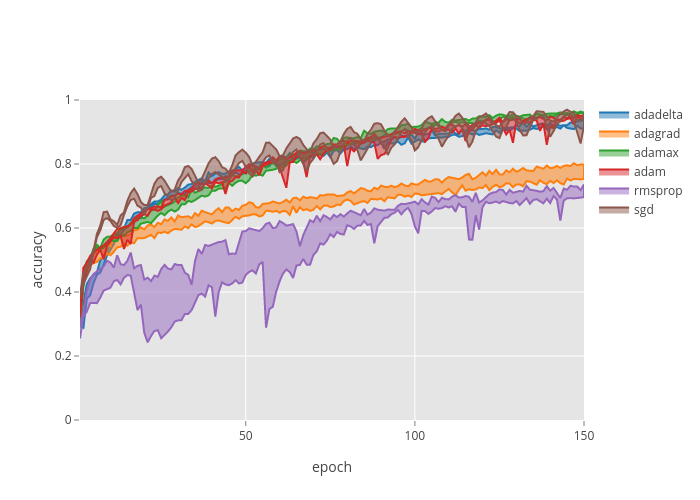 1
0.8
0.6
0.4
0.2
0
accuracy
50
100
150
epoch
adadelta
adagrad
adamax
adam
rmsprop
sgd